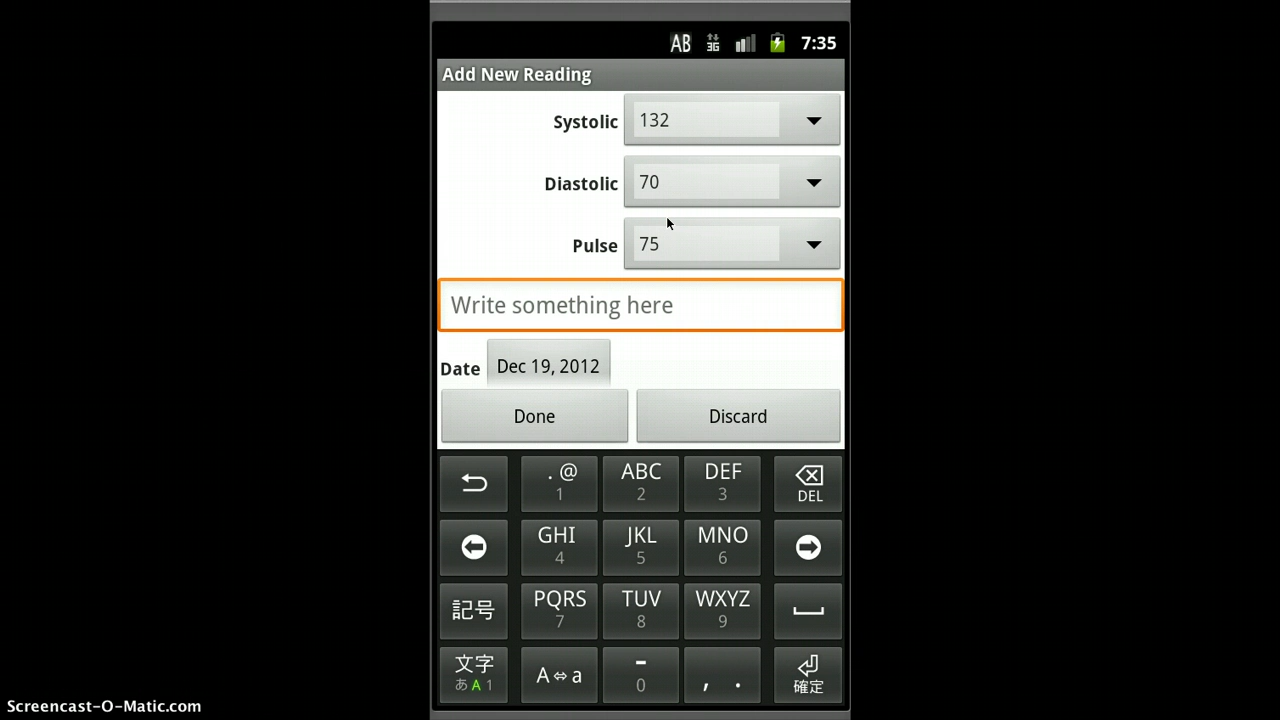 AB 3G 7:35
Add New Reading
Systolic 132
Diastolic 70
Pulse 75
Write something here
Date Dec 19, 2012
Done Discard
. @ ABC DEF
1 2 3 DEL
GHI JKL MNO
4 5 6
記号 PQRS TUV WXYZ
7 8 9
文字 A⇔a - , .
あ A 1 0 確定
Screencast-O-Matic.com